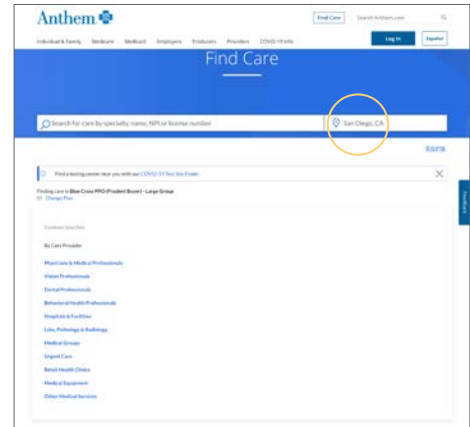 Anthem
Find Care
Search Anthem.com
Individual & Family Medicare Medicaid Employers Producers Providers COVID-19 Info
Log In
Español
Find Care
Search for care by specialty, name, NPI or license number
San Diego, CA
Find a testing center near you with our COVID-19 Test Site Finder
Finding care in Blue Cross PPO (Prudent Buyer) - Large Group
Change Plan
Feedback
Common Searches
By Care Provider
Physicians & Medical Professionals
Vision Professionals
Dental Professionals
Behavioral Health Professionals
Hospitals & Facilities
Labs, Pathology & Radiology
Medical Groups
Urgent Care
Retail Health Clinics
Medical Equipment
Other Medical Services